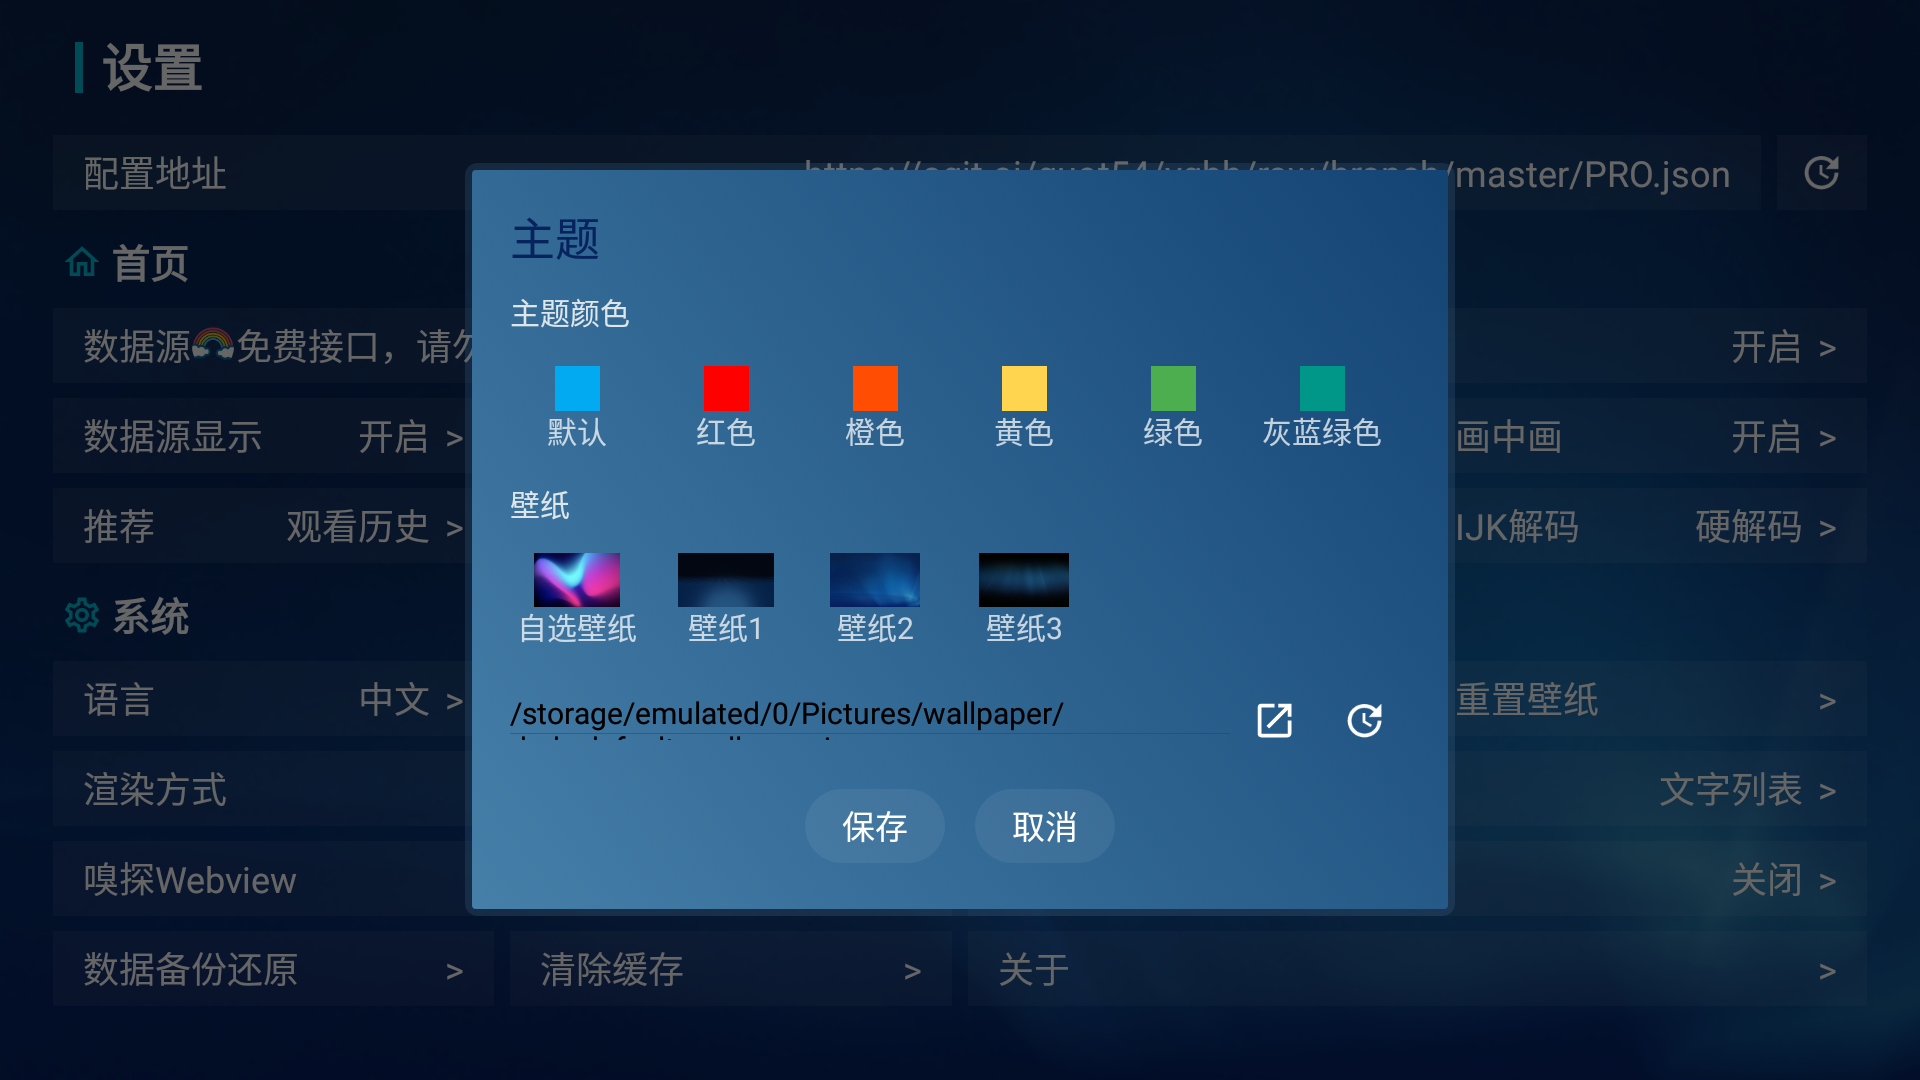 设置
配置地址
/master/PRO.json
首页
数据源🌈免费接口，请勿
开启 >
数据源显示 开启 >
画中画 开启 >
推荐 观看历史 >
IJK解码 硬解码 >
系统
语言 中文 >
重置壁纸 >
渲染方式
文字列表 >
嗅探Webview
关闭 >
数据备份还原 >
清除缓存 >
关于 >
主题
主题颜色
默认 红色 橙色 黄色 绿色 灰蓝绿色
壁纸
自选壁纸 壁纸1 壁纸2 壁纸3
/storage/emulated/0/Pictures/wallpaper/
保存 取消